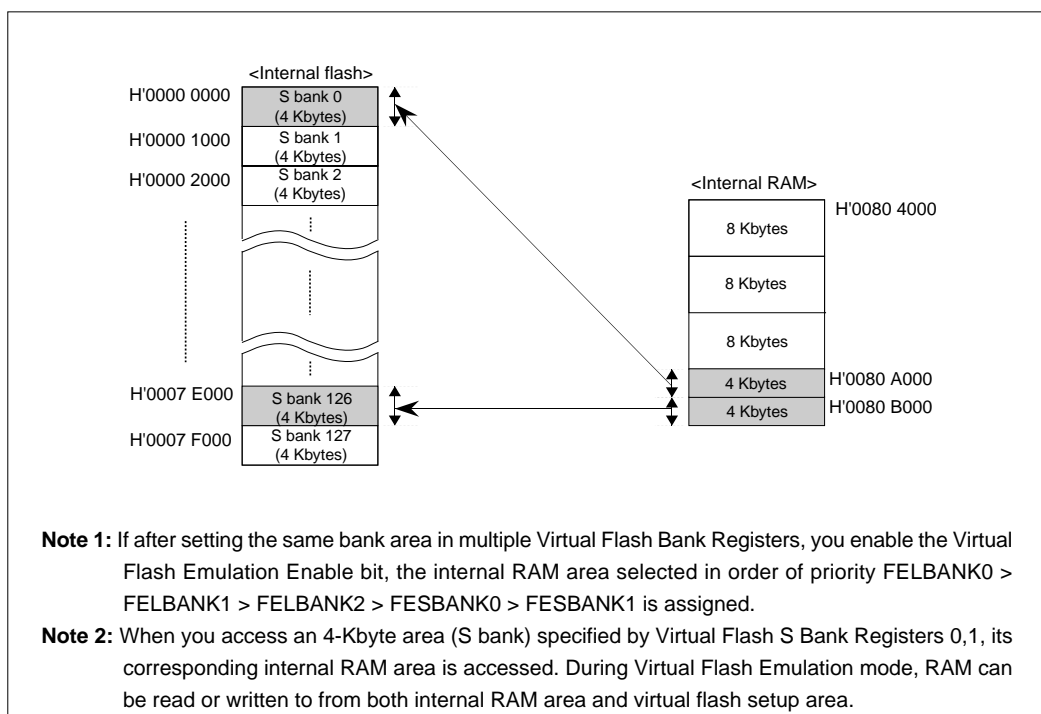 <Internal flash>
H'0000 0000
S bank 0
(4 Kbytes)
H'0000 1000
S bank 1
(4 Kbytes)
H'0000 2000
S bank 2
(4 Kbytes)
H'0007 E000
S bank 126
(4 Kbytes)
H'0007 F000
S bank 127
(4 Kbytes)
<Internal RAM>
H'0080 4000
8 Kbytes
8 Kbytes
8 Kbytes
4 Kbytes
H'0080 A000
4 Kbytes
H'0080 B000
Note 1: If after setting the same bank area in multiple Virtual Flash Bank Registers, you enable the Virtual
Flash Emulation Enable bit, the internal RAM area selected in order of priority FELBANK0 >
FELBANK1 > FELBANK2 > FESBANK0 > FESBANK1 is assigned.
Note 2: When you access an 4-Kbyte area (S bank) specified by Virtual Flash S Bank Registers 0,1, its
corresponding internal RAM area is accessed. During Virtual Flash Emulation mode, RAM can
be read or written to from both internal RAM area and virtual flash setup area.